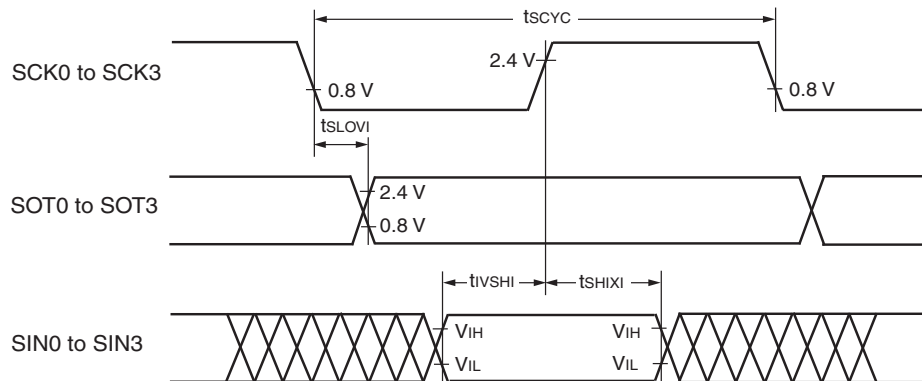 tSCYC
SCK0 to SCK3
2.4 V
0.8 V
0.8 V
tSLOVI
SOT0 to SOT3
2.4 V
0.8 V
tIVSHI
tSHIXI
SIN0 to SIN3
VIH
VIH
VIL
VIL